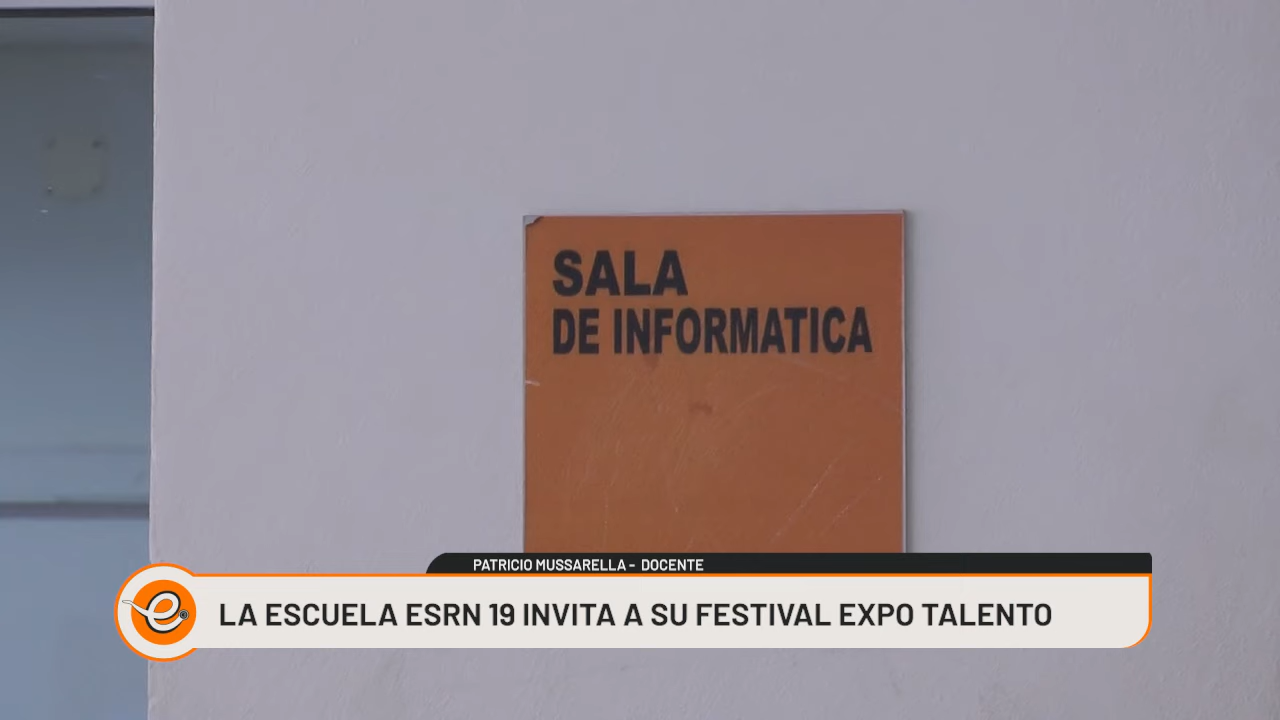 SALA
DE INFORMATICA
PATRICIO MUSSARELLA - DOCENTE
LA ESCUELA ESRN 19 INVITA A SU FESTIVAL EXPO TALENTO